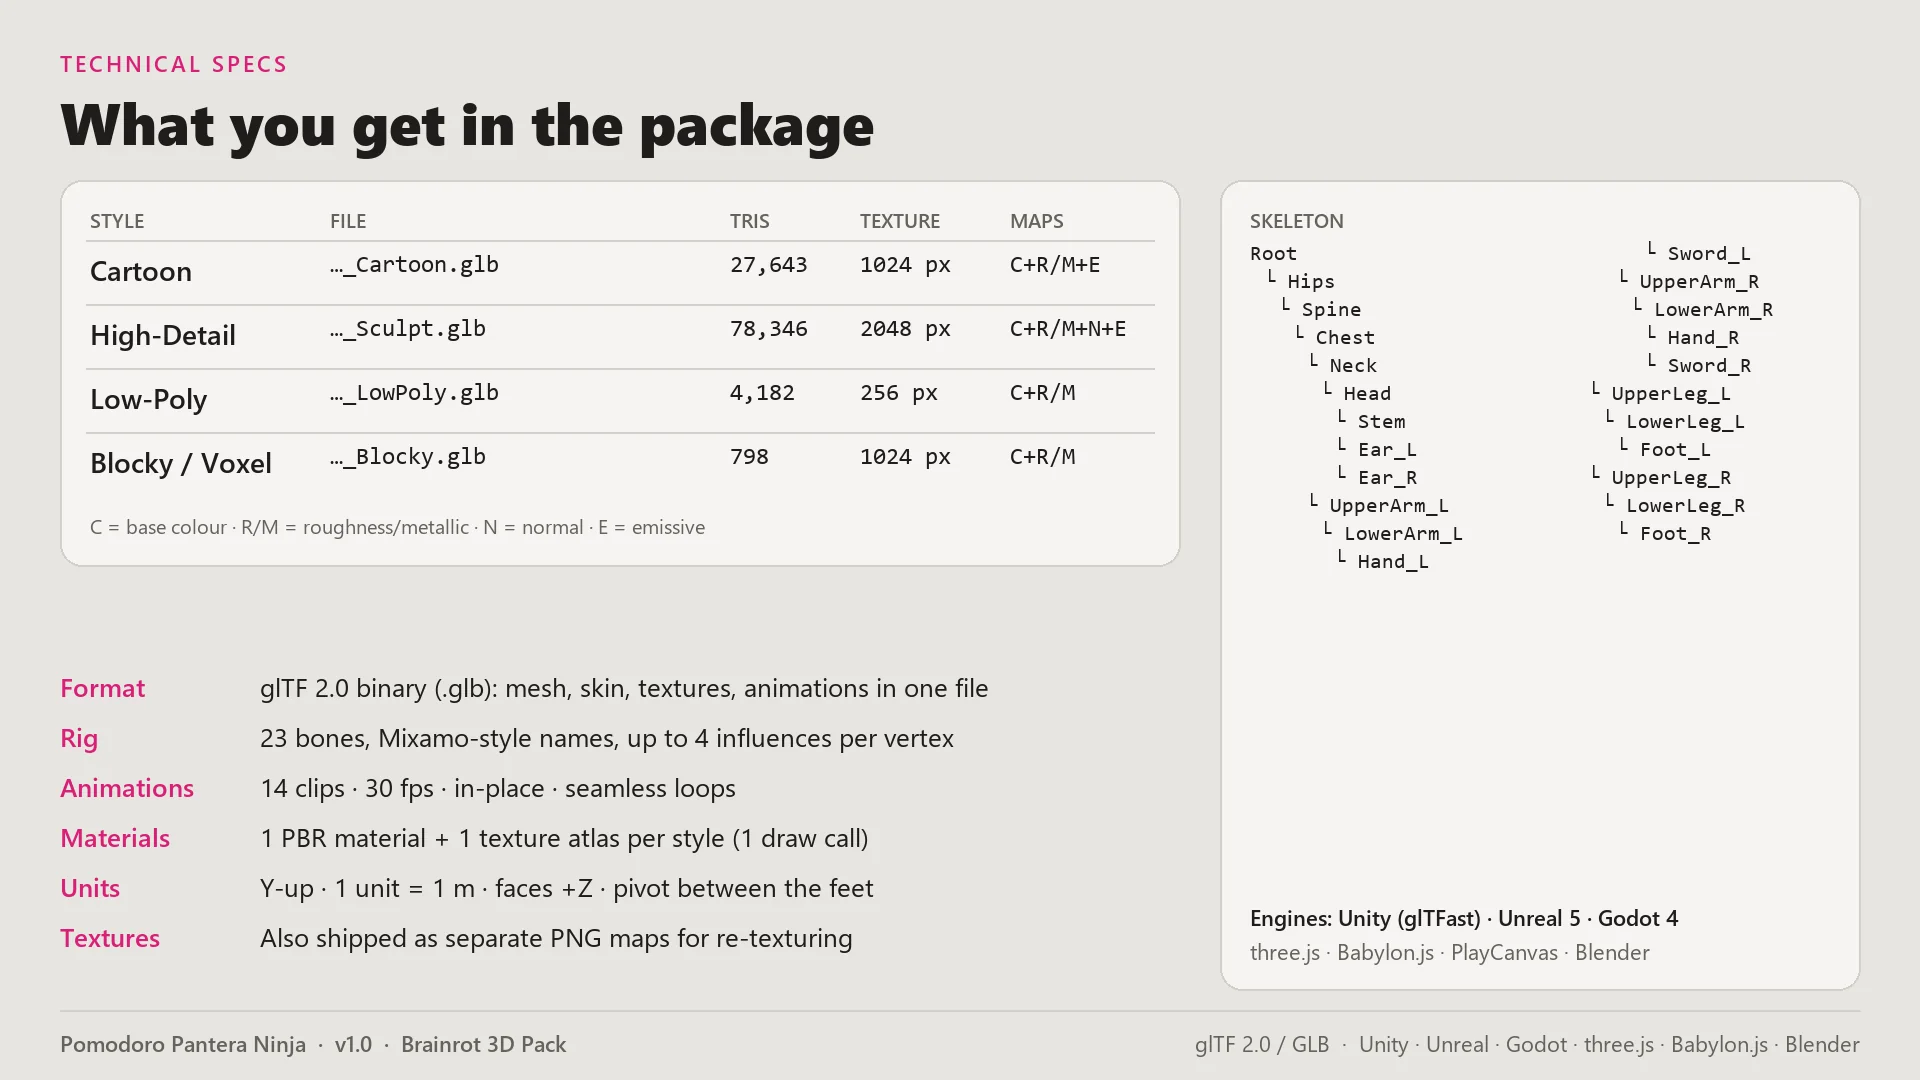 TECHNICAL SPECS
What you get in the package
STYLE FILE TRIS TEXTURE MAPS
Cartoon …_Cartoon.glb 27,643 1024 px C+R/M+E
High-Detail …_Sculpt.glb 78,346 2048 px C+R/M+N+E
Low-Poly …_LowPoly.glb 4,182 256 px C+R/M
Blocky / Voxel …_Blocky.glb 798 1024 px C+R/M
C = base colour · R/M = roughness/metallic · N = normal · E = emissive
SKELETON
Root
└ Hips
└ Spine
└ Chest
└ Neck
└ Head
└ Stem
└ Ear_L
└ Ear_R
└ UpperArm_L
└ LowerArm_L
└ Hand_L
└ Sword_L
└ UpperArm_R
└ LowerArm_R
└ Hand_R
└ Sword_R
└ UpperLeg_L
└ LowerLeg_L
└ Foot_L
└ UpperLeg_R
└ LowerLeg_R
└ Foot_R
Engines: Unity (glTFast) · Unreal 5 · Godot 4
three.js · Babylon.js · PlayCanvas · Blender
Format glTF 2.0 binary (.glb): mesh, skin, textures, animations in one file
Rig 23 bones, Mixamo-style names, up to 4 influences per vertex
Animations 14 clips · 30 fps · in-place · seamless loops
Materials 1 PBR material + 1 texture atlas per style (1 draw call)
Units Y-up · 1 unit = 1 m · faces +Z · pivot between the feet
Textures Also shipped as separate PNG maps for re-texturing
Pomodoro Pantera Ninja · v1.0 · Brainrot 3D Pack
glTF 2.0 / GLB · Unity · Unreal · Godot · three.js · Babylon.js · Blender